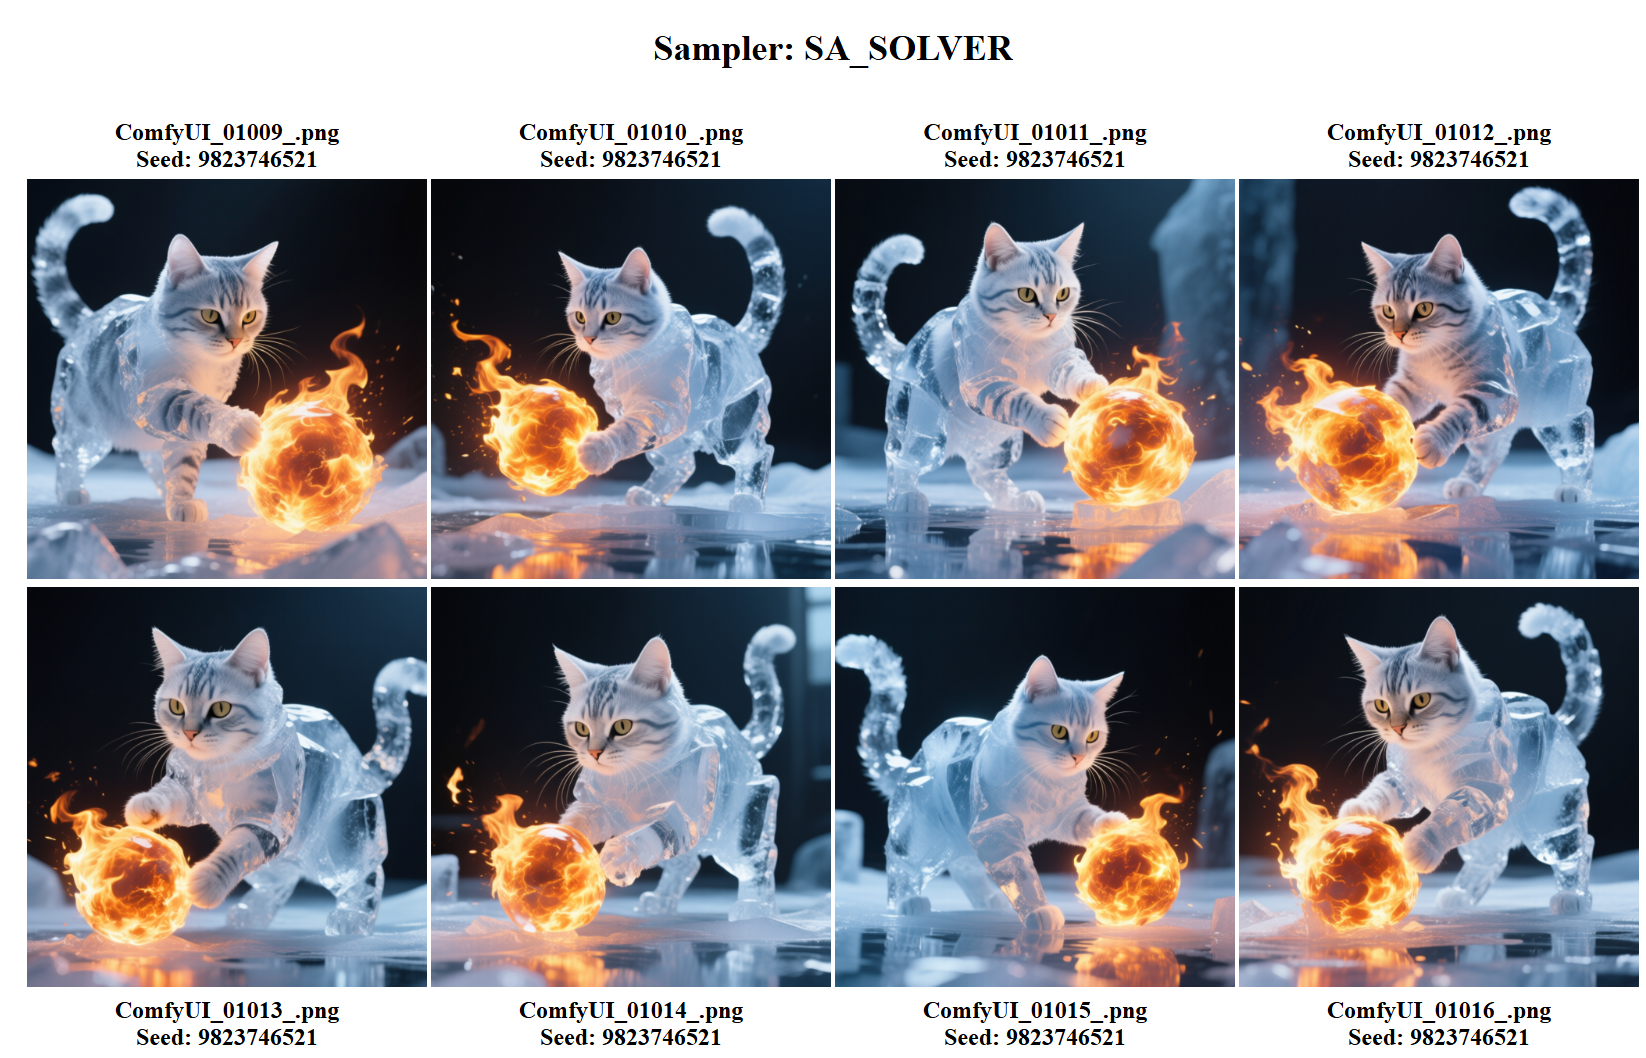 Sampler: SA_SOLVER
ComfyUI_01009_.png
Seed: 9823746521
ComfyUI_01010_.png
Seed: 9823746521
ComfyUI_01011_.png
Seed: 9823746521
ComfyUI_01012_.png
Seed: 9823746521
ComfyUI_01013_.png
Seed: 9823746521
ComfyUI_01014_.png
Seed: 9823746521
ComfyUI_01015_.png
Seed: 9823746521
ComfyUI_01016_.png
Seed: 9823746521